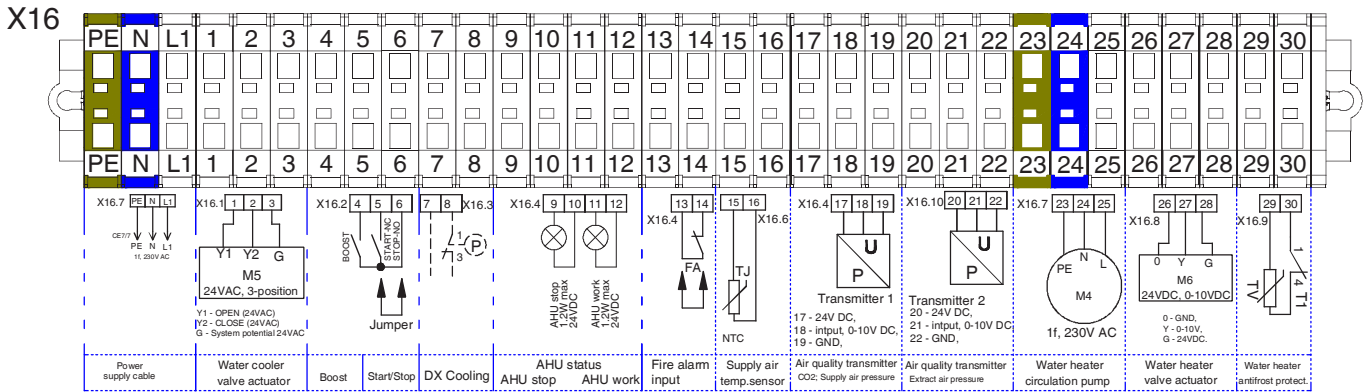 X16
PE N L1 1 2 3 4 5 6 7 8 9 10 11 12 13 14 15 16 17 18 19 20 21 22 23 24 25 26 27 28 29 30
PE N L1 1 2 3 4 5 6 7 8 9 10 11 12 13 14 15 16 17 18 19 20 21 22 23 24 25 26 27 28 29 30
X16.7 PE N L1
CE7/7
PE N L1
1f, 230V AC
Power
supply cable
X16.1 1 2 3
Y1 Y2 G
M5
24VAC, 3-position
Y1 - OPEN (24VAC)
Y2 - CLOSE (24VAC)
G - System potential 24VAC
Water cooler
valve actuator
X16.2 4 5 6
BOOST
START-NC
STOP-NO
Jumper
Boost
Start/Stop
7 8 X16.3
1
P
3
DX Cooling
X16.4 9 10 11 12
AHU stop
1,2W max
24VDC
AHU work
1,2W max
24VDC
AHU status
AHU stop AHU work
13 14
X16.4
FA
Fire alarm
input
15 16
X16.6
TJ
NTC
Supply air
temp.sensor
X16.4 17 18 19
U
P
Transmitter 1
17 - 24V DC,
18 - intput, 0-10V DC,
19 - GND,
Air quality transmitter
CO2; Supply air pressure
X16.10 20 21 22
U
P
Transmitter 2
20 - 24V DC,
21 - intput, 0-10V DC
22 - GND,
Air quality transmitter
Extract air pressure
X16.7 23 24 25
PE N L
M4
1f, 230V AC
Water heater
circulation pump
26 27 28
X16.8
0 Y G
M6
24VDC, 0-10VDC
0 - GND,
Y - 0-10V,
G - 24VDC.
Water heater
valve actuator
29 30
X16.9
TV
1
4
T1
Water heater
antifrost protect.